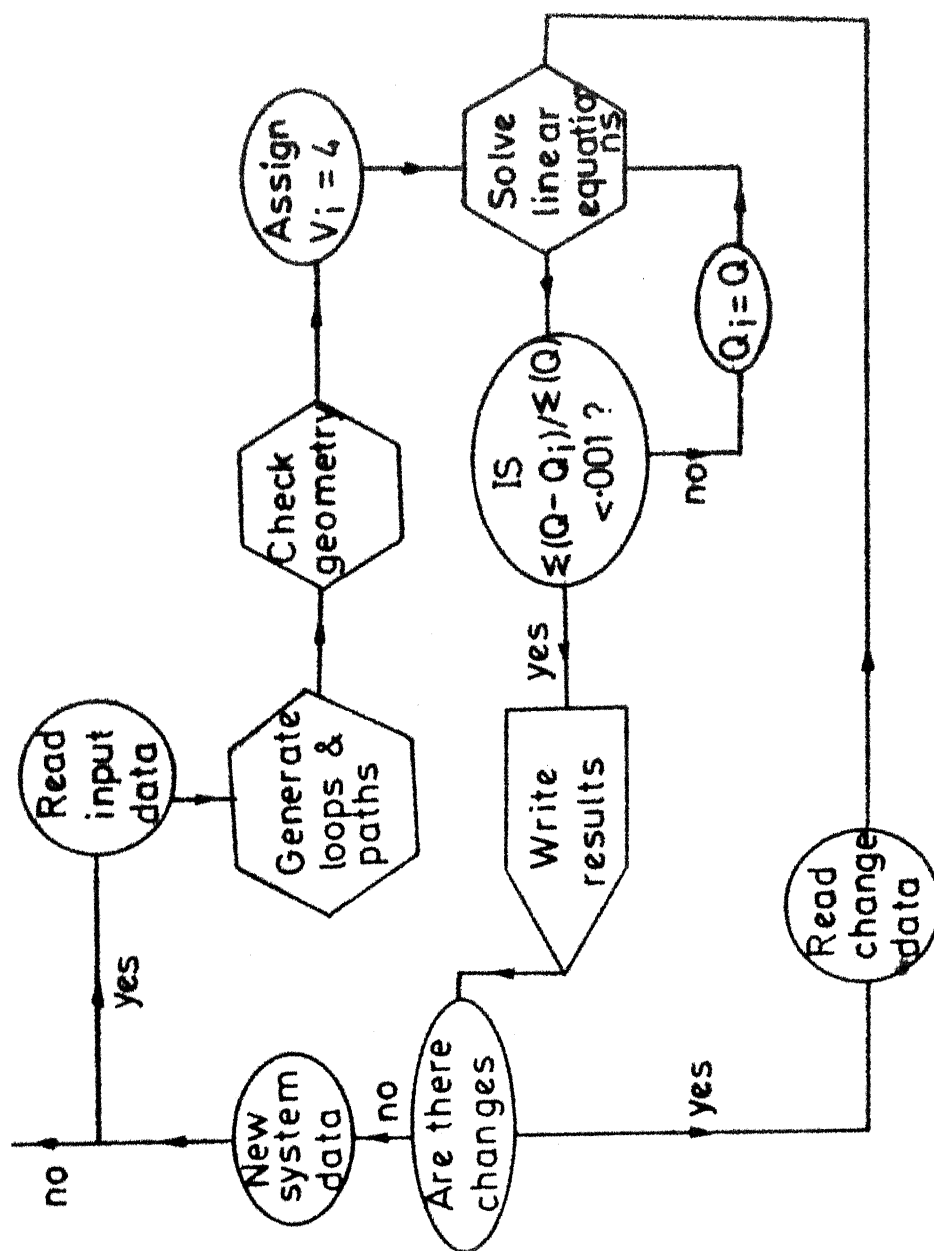 Read
input
data
Generate
loops &
paths
Check
geometry
Assign
Vi = 4
Solve
linear
equatio
ns
IS
Σ(Q-Qi)/Σ(Q)
<·001 ?
no
Qi=Q
yes
Write
results
Are there
changes
no
New
system
data
no
yes
yes
Read
change
data